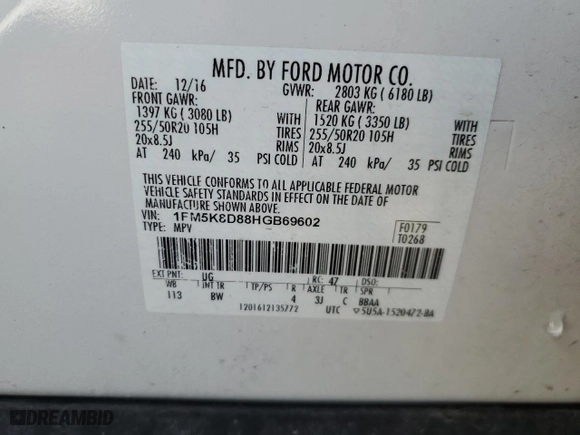 MFD. BY FORD MOTOR CO.
DATE: 12/16 GVWR: 2803 KG ( 6180 LB)
FRONT GAWR: REAR GAWR:
1397 KG ( 3080 LB) WITH 1520 KG ( 3350 LB) WITH
255/50R20 105H TIRES 255/50R20 105H TIRES
20x8.5J RIMS 20x8.5J RIMS
AT 240 kPa/ 35 PSI COLD AT 240 kPa/ 35 PSI COLD
THIS VEHICLE CONFORMS TO ALL APPLICABLE FEDERAL MOTOR
VEHICLE SAFETY STANDARDS IN EFFECT ON THE DATE OF
MANUFACTURE SHOWN ABOVE.
VIN: 1FM5K8D88HGB69602 F0179
TYPE: MPV T0268
EXT PNT: UG RC: 47 DSO:
WB INT TR TP/PS R AXLE TR SPR
113 BW 4 3J C BBAA
1201612135772 UTC ▽5U5A-1520472-BA
DREAMBID